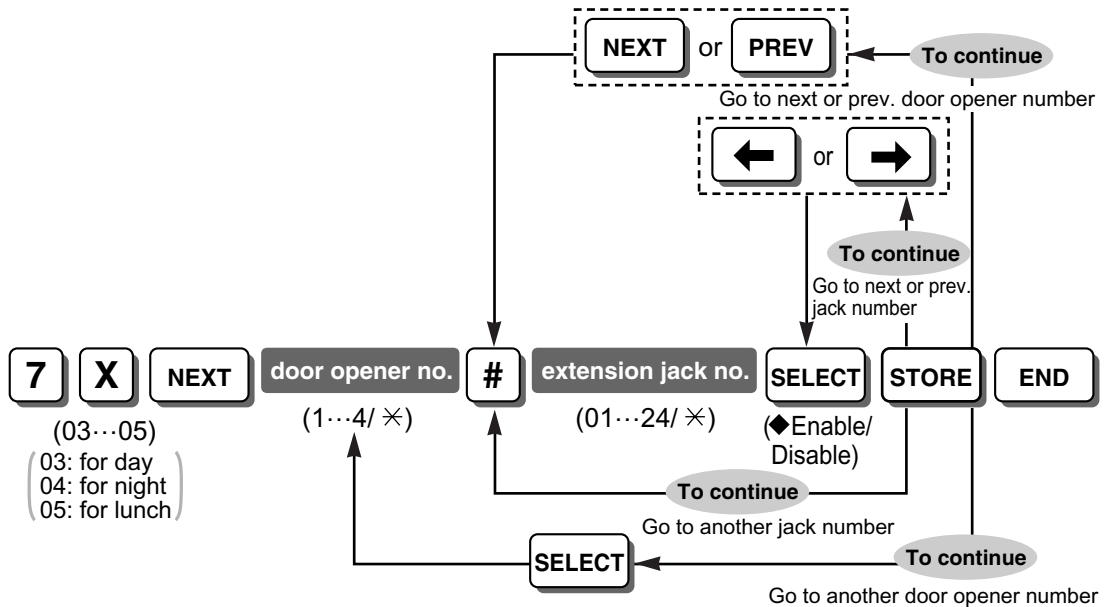 NEXT or PREV
To continue
Go to next or prev. door opener number
← or →
To continue
Go to next or prev.
jack number
7 X NEXT door opener no. # extension jack no. SELECT STORE END
(03⋯05)
03: for day
04: for night
05: for lunch
(1⋯4/ ✳)
(01⋯24/ ✳)
(◆Enable/
Disable)
To continue
Go to another jack number
SELECT
To continue
Go to another door opener number